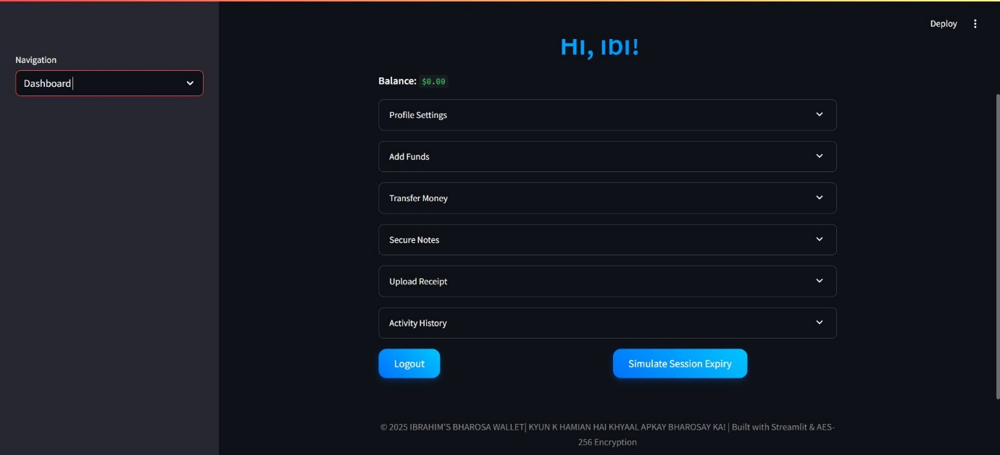 Deploy
Navigation
Dashboard
Hi, ibi!
Balance: $0.00
Profile Settings
Add Funds
Transfer Money
Secure Notes
Upload Receipt
Activity History
Logout
Simulate Session Expiry
© 2025 IBRAHIM'S BHAROSA WALLET| KYUN K HAMIAN HAI KHYAAL APKAY BHAROSAY KA! | Built with Streamlit & AES-
256 Encryption